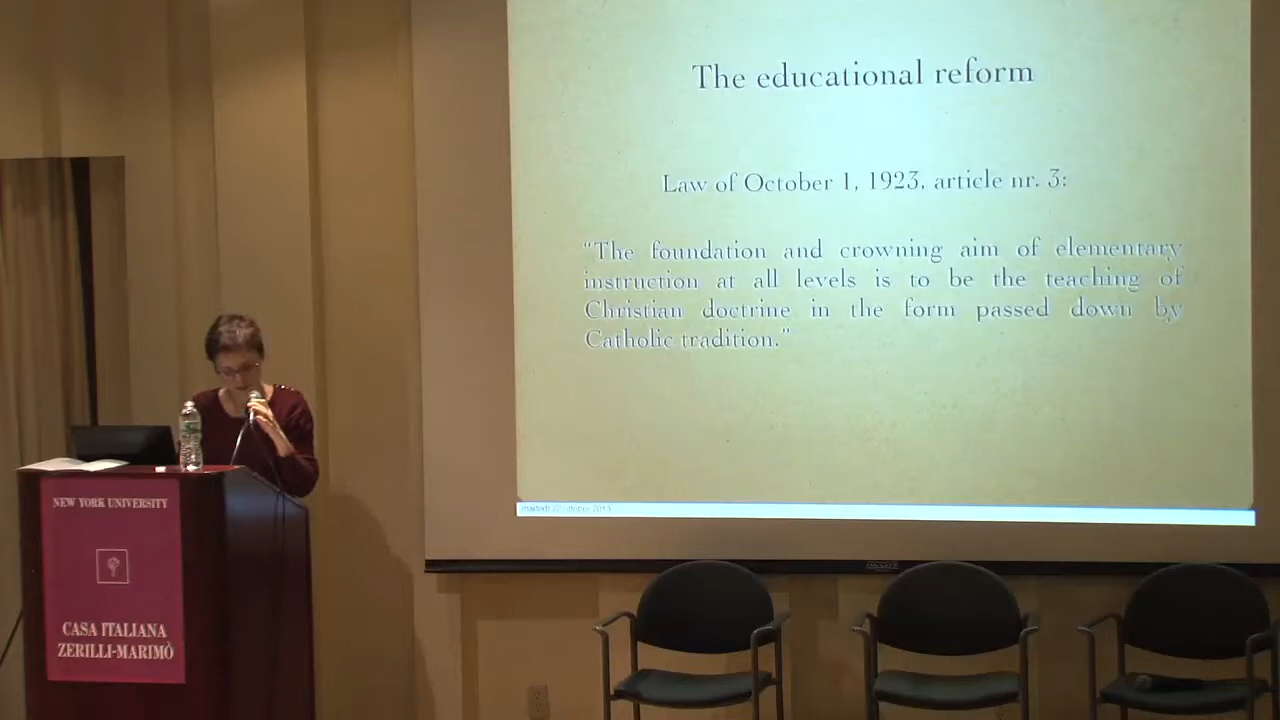 The educational reform
Law of October 1, 1923, article nr. 3:
"The foundation and crowning aim of elementary
instruction at all levels is to be the teaching of
Christian doctrine in the form passed down by
Catholic tradition."
NEW YORK UNIVERSITY
CASA ITALIANA
ZERILLI-MARIMÒ